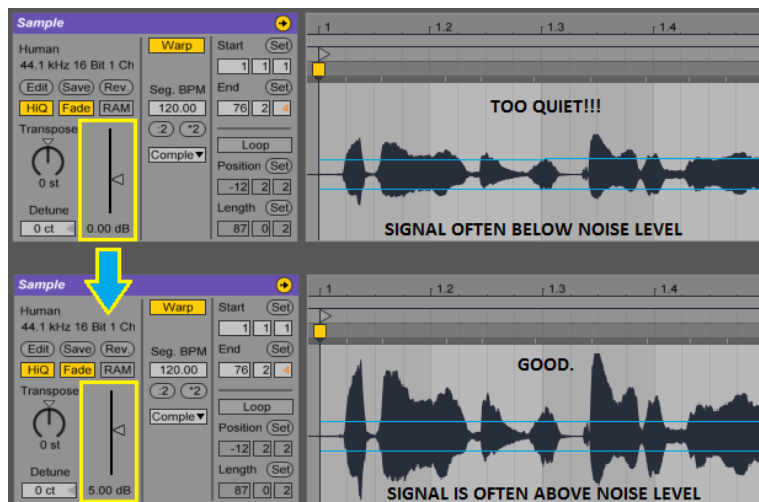 Sample
Human
44.1 kHz 16 Bit 1 Ch
Edit Save Rev.
HiQ Fade RAM
Transpose
0 st
Detune
0 ct 0.00 dB
Warp
Seg. BPM
120.00
:2 *2
Comple
Start Set
1 1 1
End Set
76 2 4
Loop
Position Set
-12 2 2
Length Set
87 0 2
1 1.2 1.3 1.4
TOO QUIET!!!
SIGNAL OFTEN BELOW NOISE LEVEL
Sample
Human
44.1 kHz 16 Bit 1 Ch
Edit Save Rev.
HiQ Fade RAM
Transpose
0 st
Detune
0 ct 5.00 dB
Warp
Seg. BPM
120.00
:2 *2
Comple
Start Set
1 1 1
End Set
76 2 4
Loop
Position Set
-12 2 2
Length Set
87 0 2
1 1.2 1.3 1.4
GOOD.
SIGNAL IS OFTEN ABOVE NOISE LEVEL